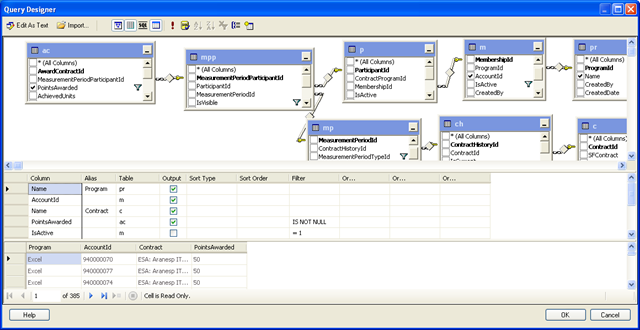 Query Designer
Edit As Text Import... SQL
ac
* (All Columns)
AwardContractId
MeasurementPeriodParticipantId
PointsAwarded
AchievedUnits
mpp
* (All Columns)
MeasurementPeriodParticipantId
ParticipantId
MeasurementPeriodId
IsVisible
p
* (All Columns)
ParticipantId
ContractProgramId
MembershipId
IsActive
m
MembershipId
ProgramId
AccountId
IsActive
CreatedBy
pr
* (All Columns)
ProgramId
Name
CreatedBy
CreatedDate
mp
MeasurementPeriodId
ContractHistoryId
MeasurementPeriodTypeId
ch
* (All Columns)
ContractHistoryId
ContractId
c
* (All Columns)
ContractId
SFContract
Column Alias Table Output Sort Type Sort Order Filter Or... Or... Or...
Name Program pr
AccountId m
Name Contract c
PointsAwarded ac IS NOT NULL
IsActive m = 1
Program AccountId Contract PointsAwarded
Excel 940000070 ESA: Aranesp IT... 50
Excel 940000077 ESA: Aranesp IT... 50
Excel 940000074 ESA: Aranesp IT... 50
1 of 385 Cell is Read Only.
Help OK Cancel